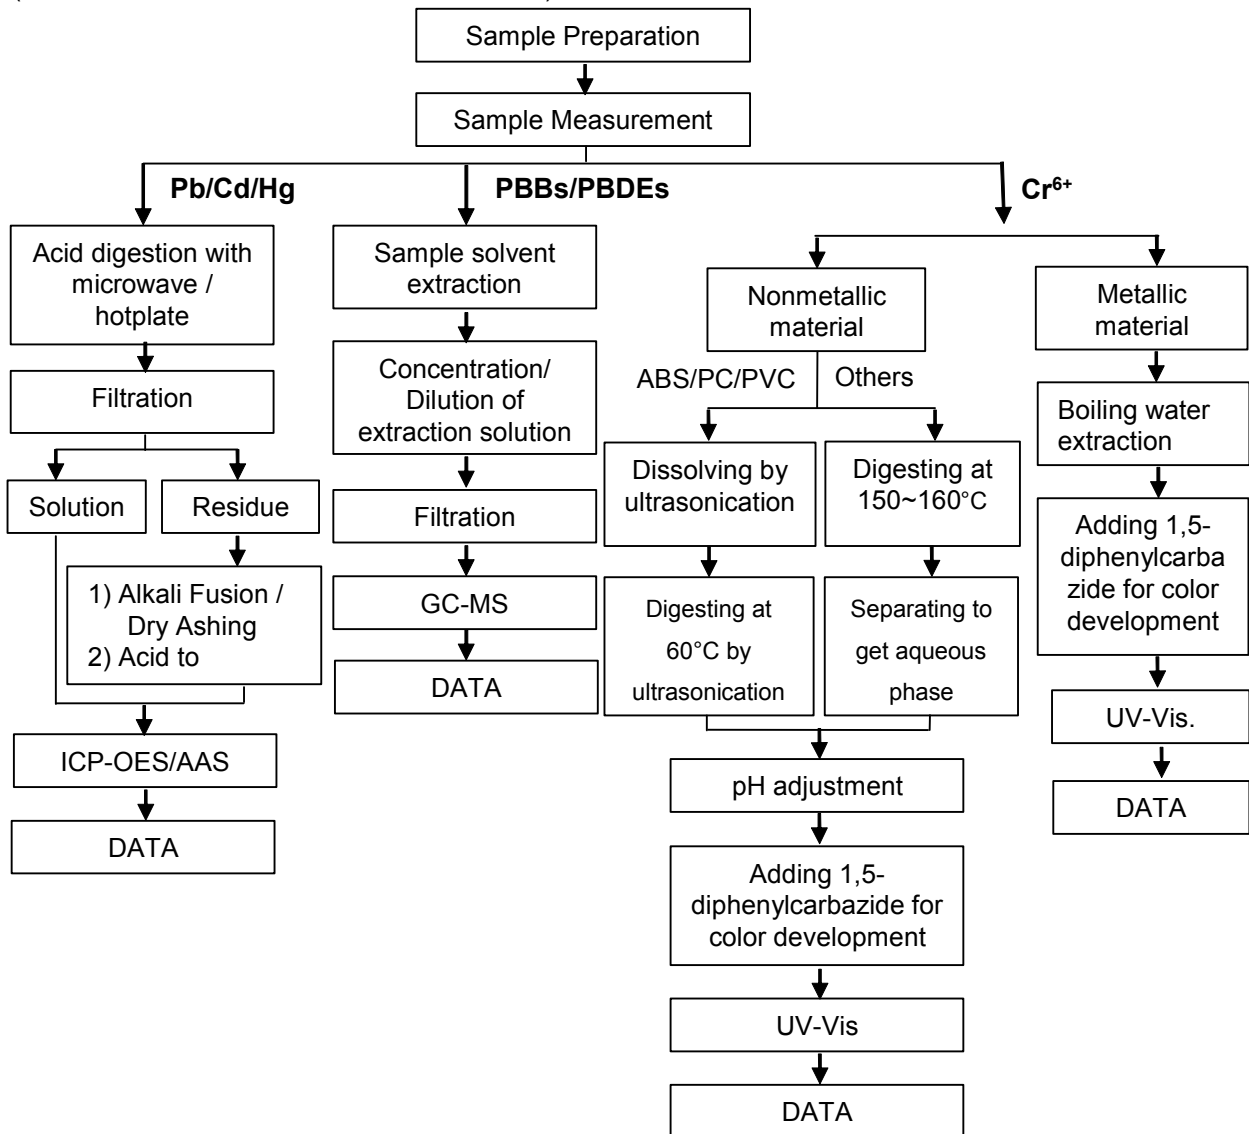 Sample Preparation
Sample Measurement
Pb/Cd/Hg
PBBs/PBDEs
Cr6+
Acid digestion with
microwave /
hotplate
Filtration
Solution
Residue
1) Alkali Fusion /
Dry Ashing
2) Acid to
ICP-OES/AAS
DATA
Sample solvent
extraction
Concentration/
Dilution of
extraction solution
Filtration
GC-MS
DATA
Nonmetallic
material
ABS/PC/PVC
Others
Dissolving by
ultrasonication
Digesting at
60°C by
ultrasonication
Digesting at
150~160°C
Separating to
get aqueous
phase
pH adjustment
Adding 1,5-
diphenylcarbazide for
color development
UV-Vis
DATA
Metallic
material
Boiling water
extraction
Adding 1,5-
diphenylcarba
zide for color
development
UV-Vis.
DATA